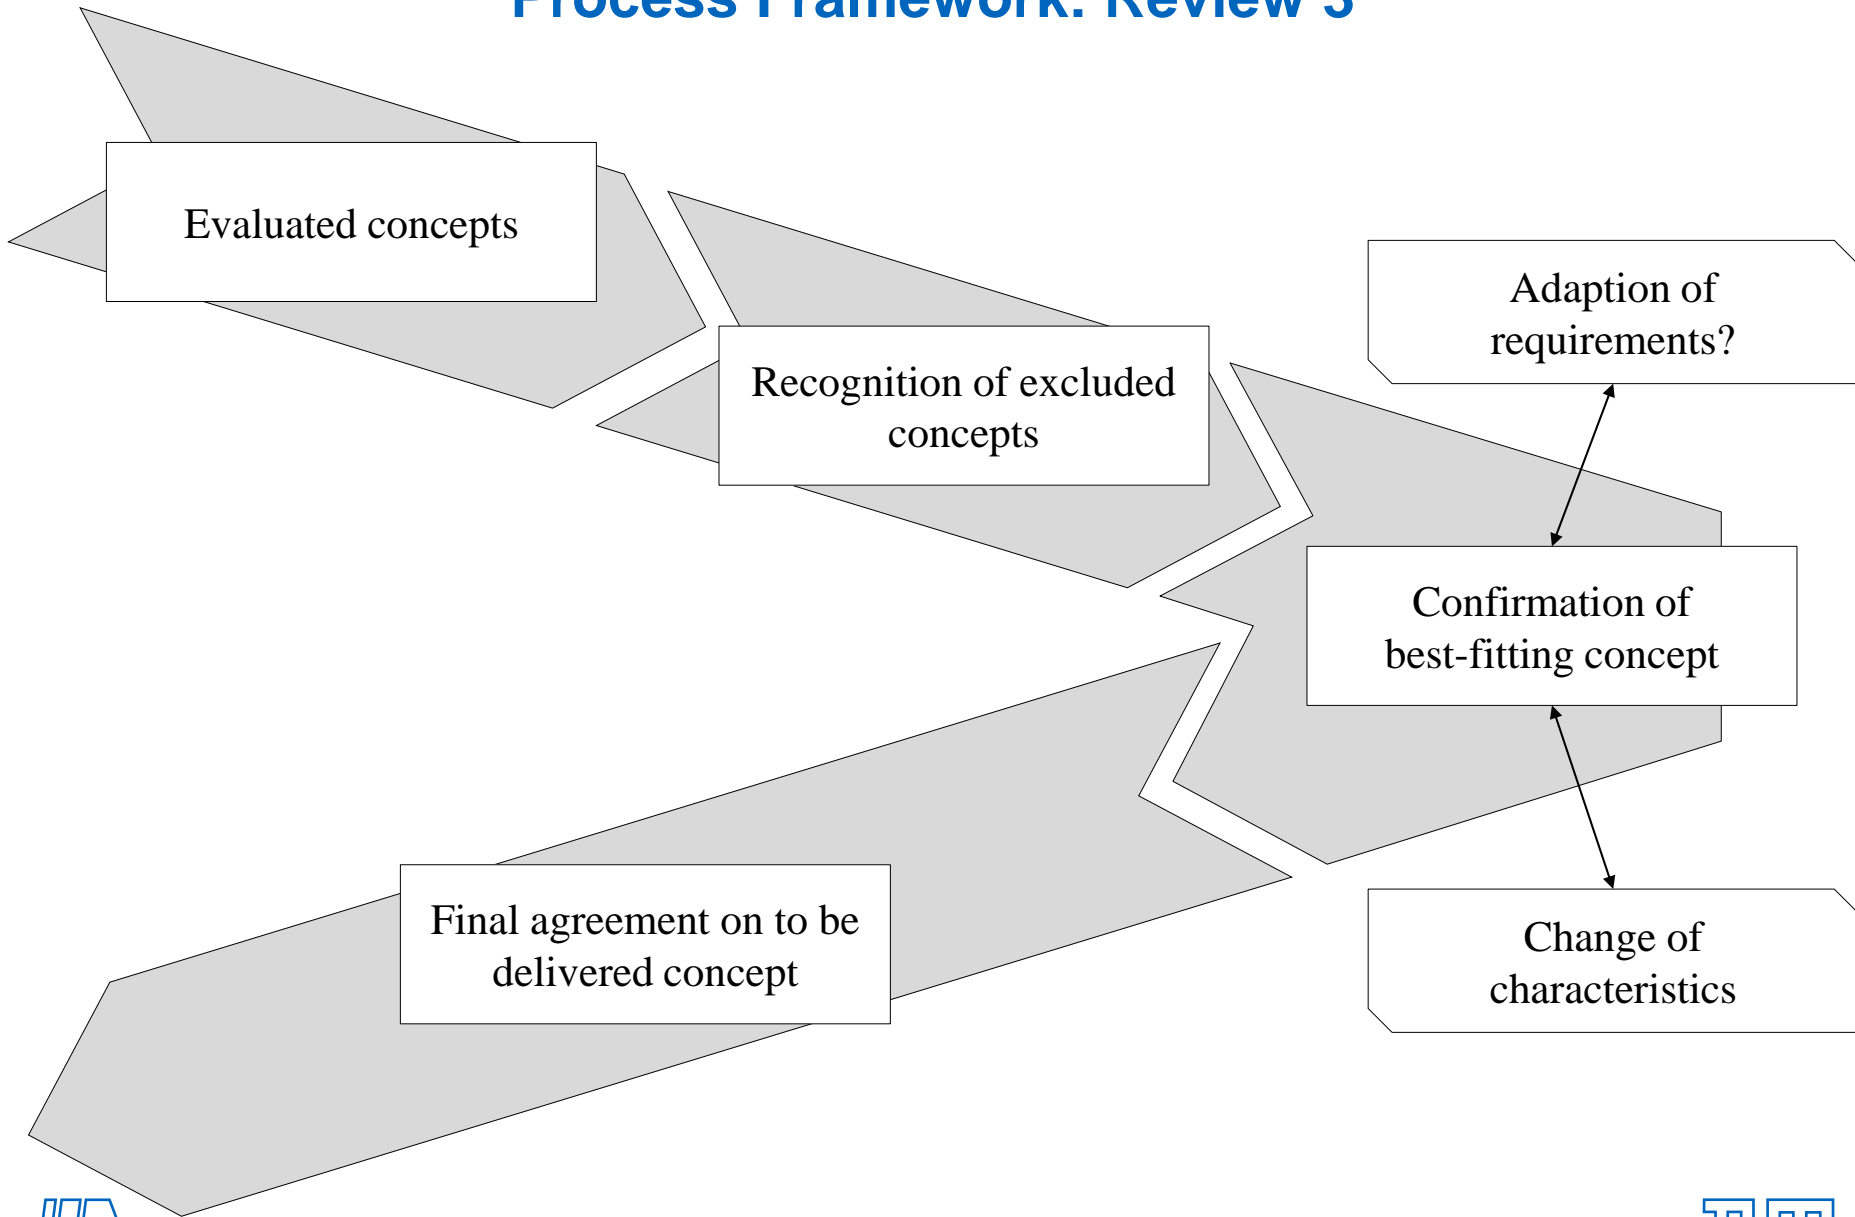 Process Framework: Review 3
Evaluated concepts
Recognition of excluded
concepts
Adaption of
requirements?
Confirmation of
best-fitting concept
Final agreement on to be
delivered concept
Change of
characteristics